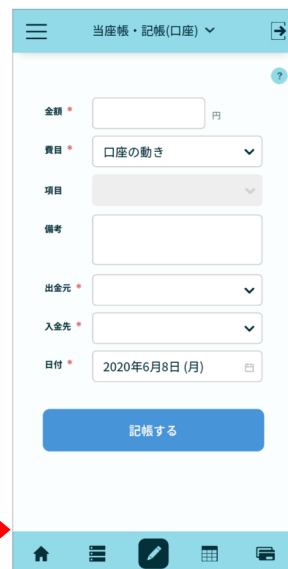 当座帳・記帳(口座)
?
金額 *
円
費目 *
口座の動き
項目
備考
出金元 *
入金先 *
日付 *
2020年6月8日 (月)
記帳する